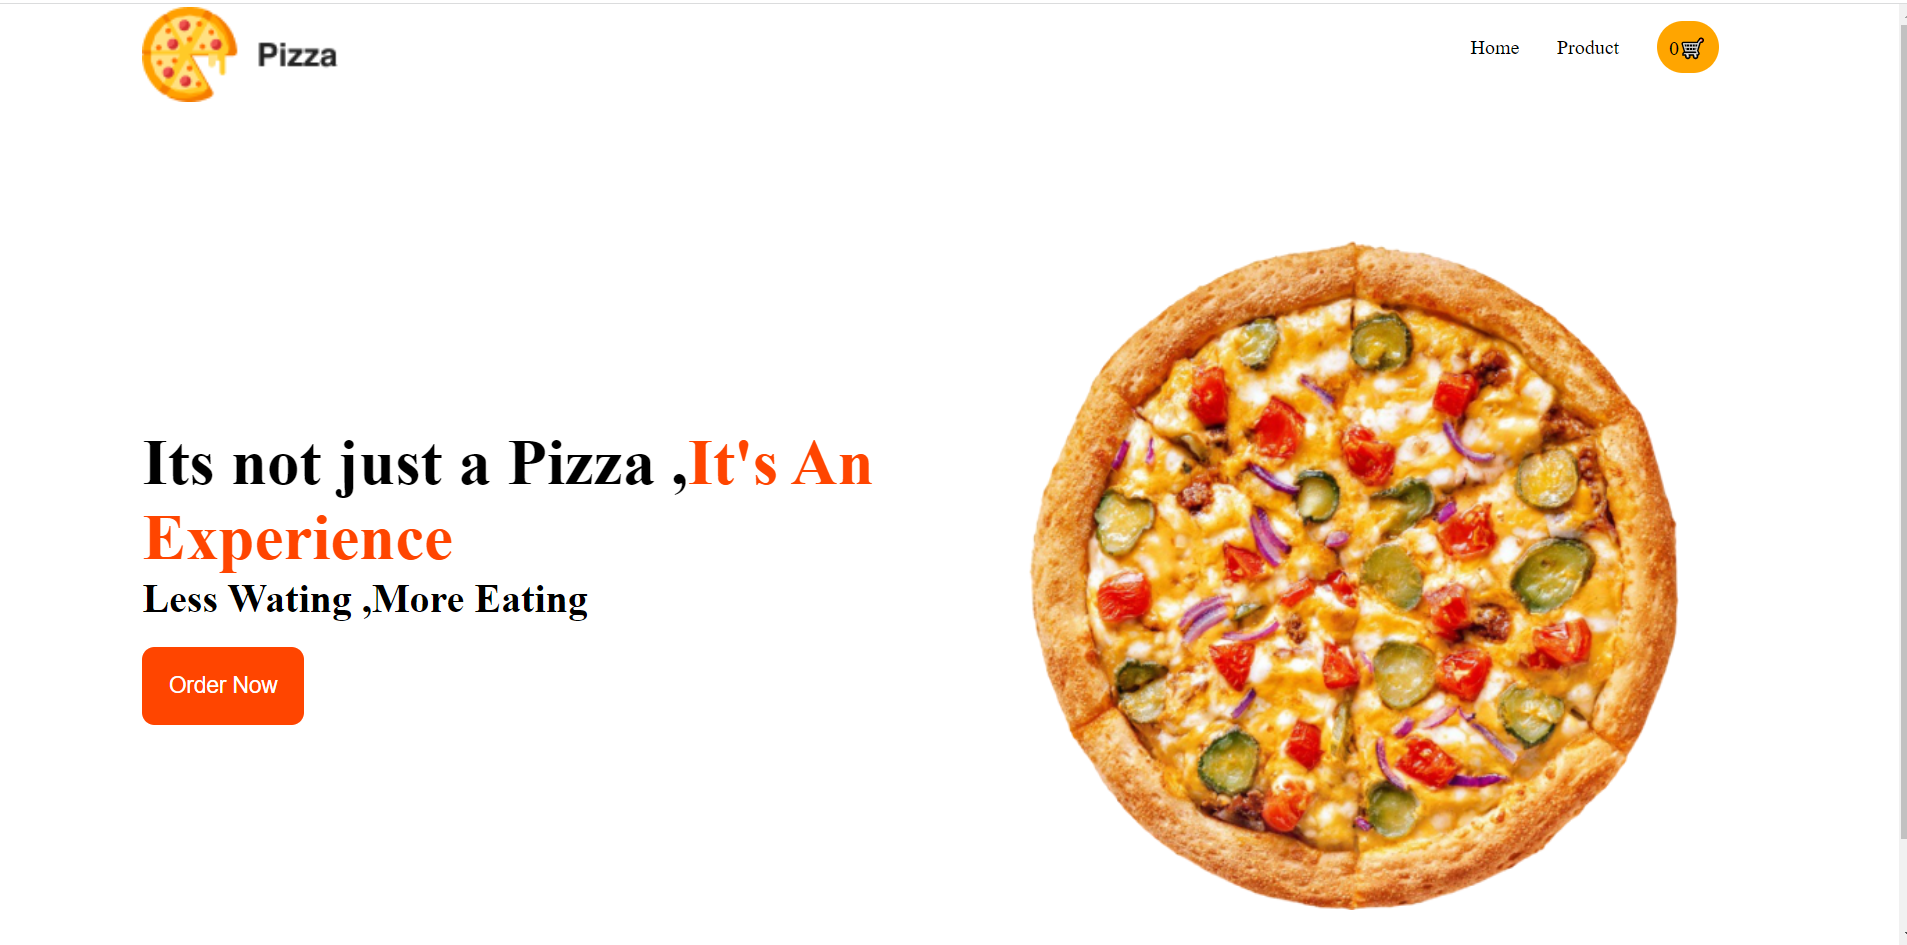 Pizza
Home Product 0
Its not just a Pizza ,It's An
Experience
Less Wating ,More Eating
Order Now